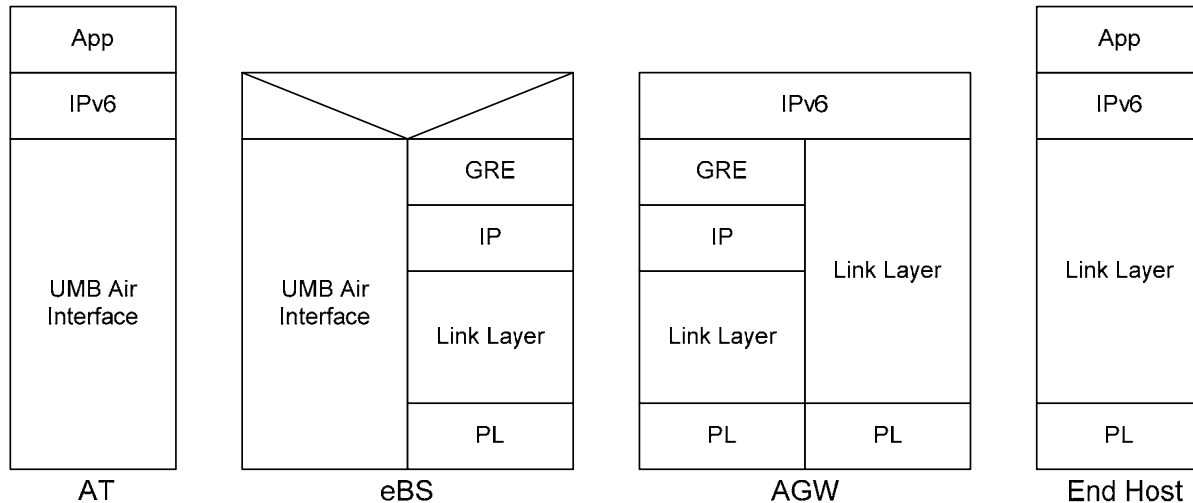 App
IPv6
UMB Air
Interface
AT
UMB Air
Interface
GRE
IP
Link Layer
PL
eBS
IPv6
GRE
IP
Link Layer
PL
Link Layer
PL
AGW
App
IPv6
Link Layer
PL
End Host